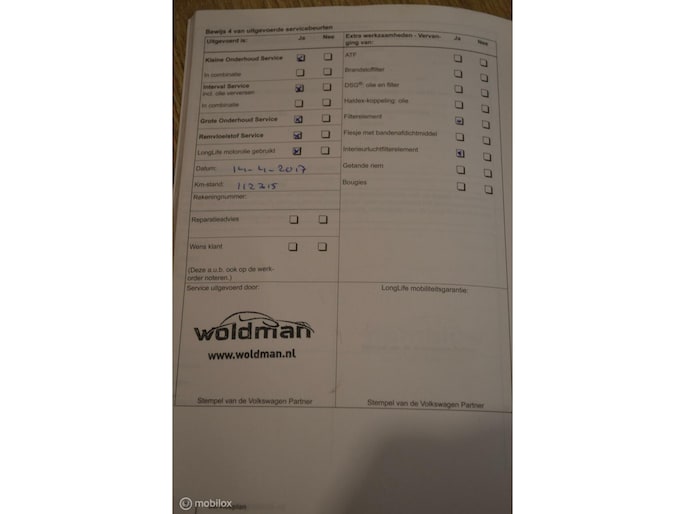 Bewijs 4 van uitgevoerde servicebeurten
Uitgevoerd is: Ja Nee
Kleine Onderhoud Service
In combinatie
Interval Service
incl. olie verversen
In combinatie
Grote Onderhoud Service
Remvloeistof Service
LongLife motorolie gebruikt
Datum: 14-4-2017
Km-stand: 112715
Rekeningnummer:
Reparatieadvies
Wens klant
(Deze a.u.b. ook op de werk-
order noteren.)
Extra werkzaamheden - Vervan-
ging van: Ja Nee
ATF
Brandstoffilter
DSG® olie en filter
Haldex-koppeling: olie
Filterelement
Flesje met bandenafdichtmiddel
Interieurluchtfilterelement
Getande riem
Bougies
Service uitgevoerd door:
woldman
www.woldman.nl
Stempel van de Volkswagen Partner
LongLife mobiliteitsgarantie:
Stempel van de Volkswagen Partner
© mobilox